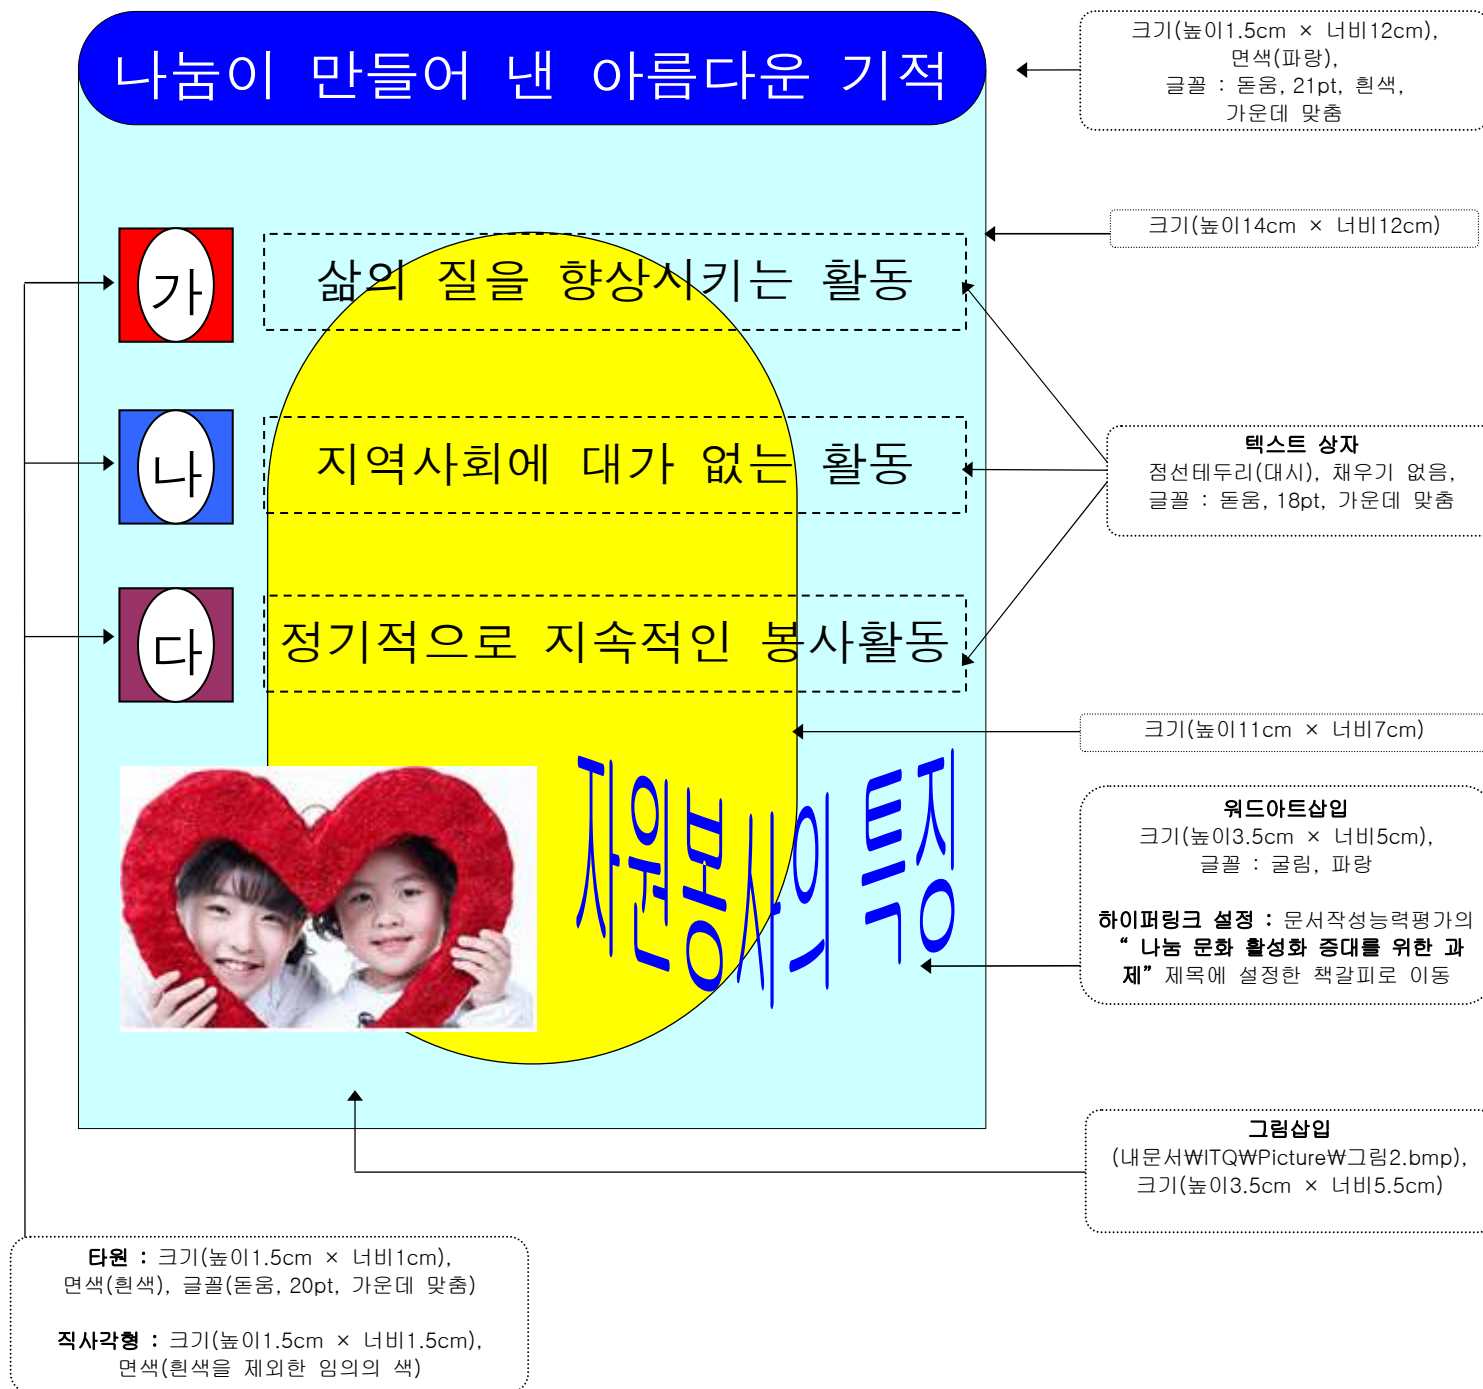 나눔이 만들어 낸 아름다운 기적
크기(높이1.5cm × 너비12cm),
면색(파랑),
글꼴 : 돋움, 21pt, 흰색,
가운데 맞춤
크기(높이14cm × 너비12cm)
가
삶의 질을 향상시키는 활동
나
지역사회에 대가 없는 활동
텍스트 상자
점선테두리(대시), 채우기 없음,
글꼴 : 돋움, 18pt, 가운데 맞춤
다
정기적으로 지속적인 봉사활동
크기(높이11cm × 너비7cm)
자원봉사의 특징
워드아트삽입
크기(높이3.5cm × 너비5cm),
글꼴 : 굴림, 파랑
하이퍼링크 설정 : 문서작성능력평가의
“ 나눔 문화 활성화 증대를 위한 과
제” 제목에 설정한 책갈피로 이동
그림삽입
(내문서₩ITQ₩Picture₩그림2.bmp),
크기(높이3.5cm × 너비5.5cm)
타원 : 크기(높이1.5cm × 너비1cm),
면색(흰색), 글꼴(돋움, 20pt, 가운데 맞춤)
직사각형 : 크기(높이1.5cm × 너비1.5cm),
면색(흰색을 제외한 임의의 색)